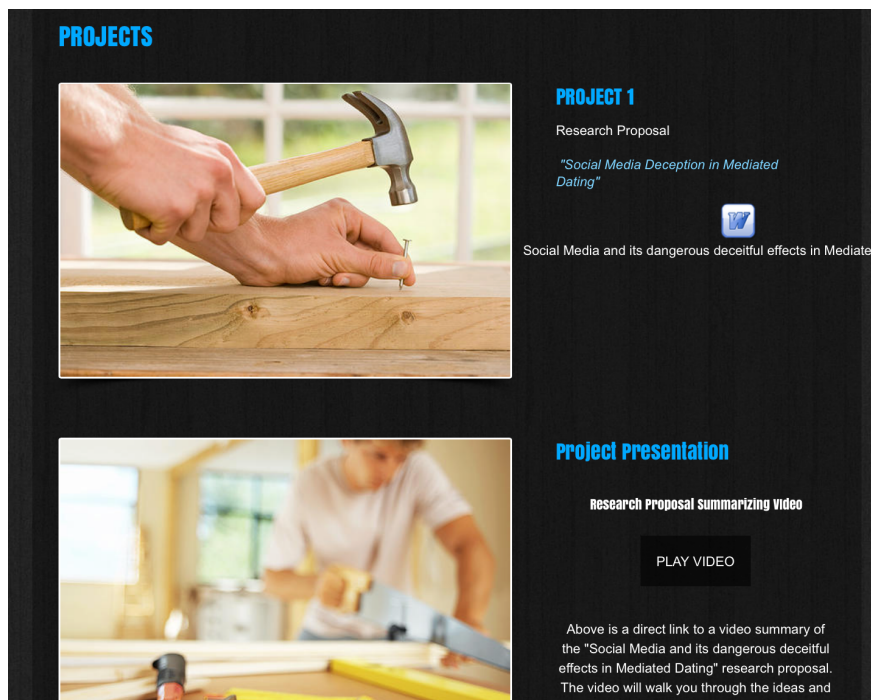 PROJECTS
PROJECT 1
Research Proposal
"Social Media Deception in Mediated
Dating"
W
Social Media and its dangerous deceitful effects in Mediate
Project Presentation
Research Proposal Summarizing Video
PLAY VIDEO
Above is a direct link to a video summary of
the "Social Media and its dangerous deceitful
effects in Mediated Dating" research proposal.
The video will walk you through the ideas and